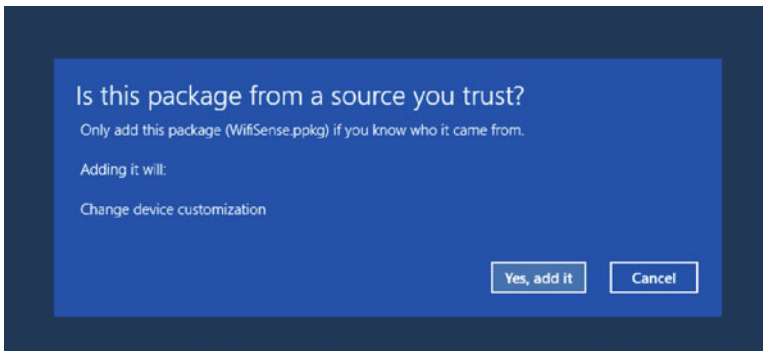 Is this package from a source you trust?
Only add this package (WifiSense.ppkg) if you know who it came from.
Adding it will:
Change device customization
Yes, add it
Cancel